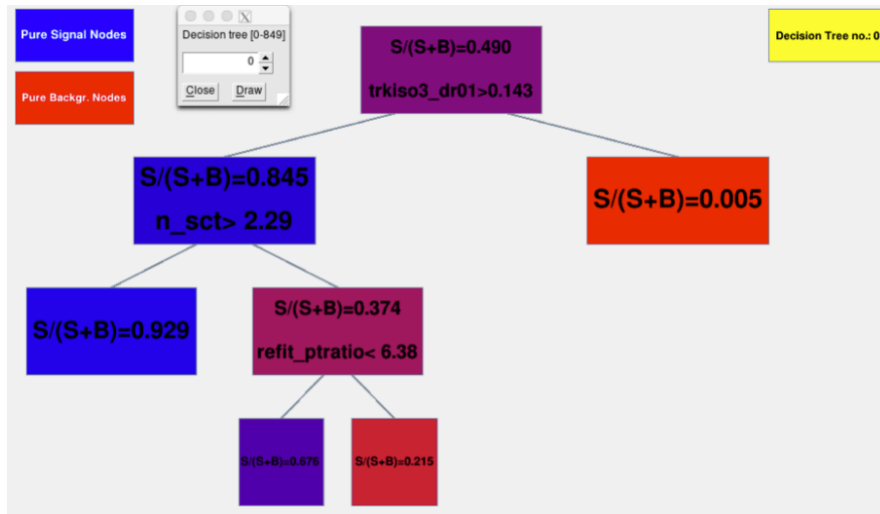 Pure Signal Nodes
Pure Backgr. Nodes
X
Decision tree [0-849]
0
Close
Draw
Decision Tree no.: 0
S/(S+B)=0.490
trkiso3_dr01>0.143
S/(S+B)=0.845
n_sct> 2.29
S/(S+B)=0.005
S/(S+B)=0.929
S/(S+B)=0.374
refit_ptratio< 6.38
S/(S+B)=0.676
S/(S+B)=0.215